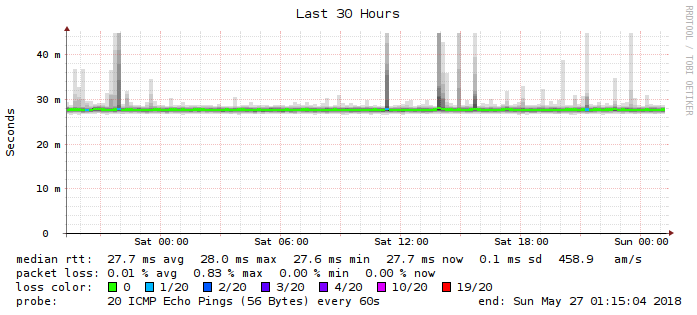 Last 30 Hours
RRDTOOL / TOBI OETIKER
Seconds
40 m
30 m
20 m
10 m
0
Sat 00:00 Sat 06:00 Sat 12:00 Sat 18:00 Sun 00:00
median rtt: 27.7 ms avg 28.0 ms max 27.6 ms min 27.7 ms now 0.1 ms sd 458.9 am/s
packet loss: 0.01 % avg 0.83 % max 0.00 % min 0.00 % now
loss color: 0 1/20 2/20 3/20 4/20 10/20 19/20
probe: 20 ICMP Echo Pings (56 Bytes) every 60s end: Sun May 27 01:15:04 2018